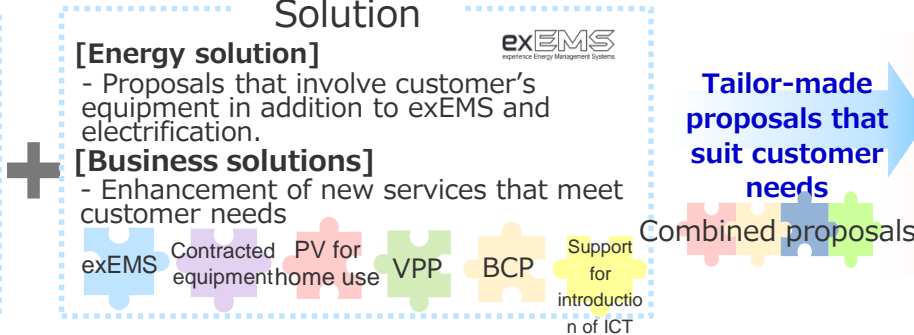 Solution
[Energy solution]
exEMS
experience Energy Management Systems
- Proposals that involve customer's
equipment in addition to exEMS and
electrification.
[Business solutions]
- Enhancement of new services that meet
customer needs
exEMS
Contracted
equipment
PV for
home use
VPP
BCP
Support
for
introductio
n of ICT
Tailor-made
proposals that
suit customer
needs
Combined proposals